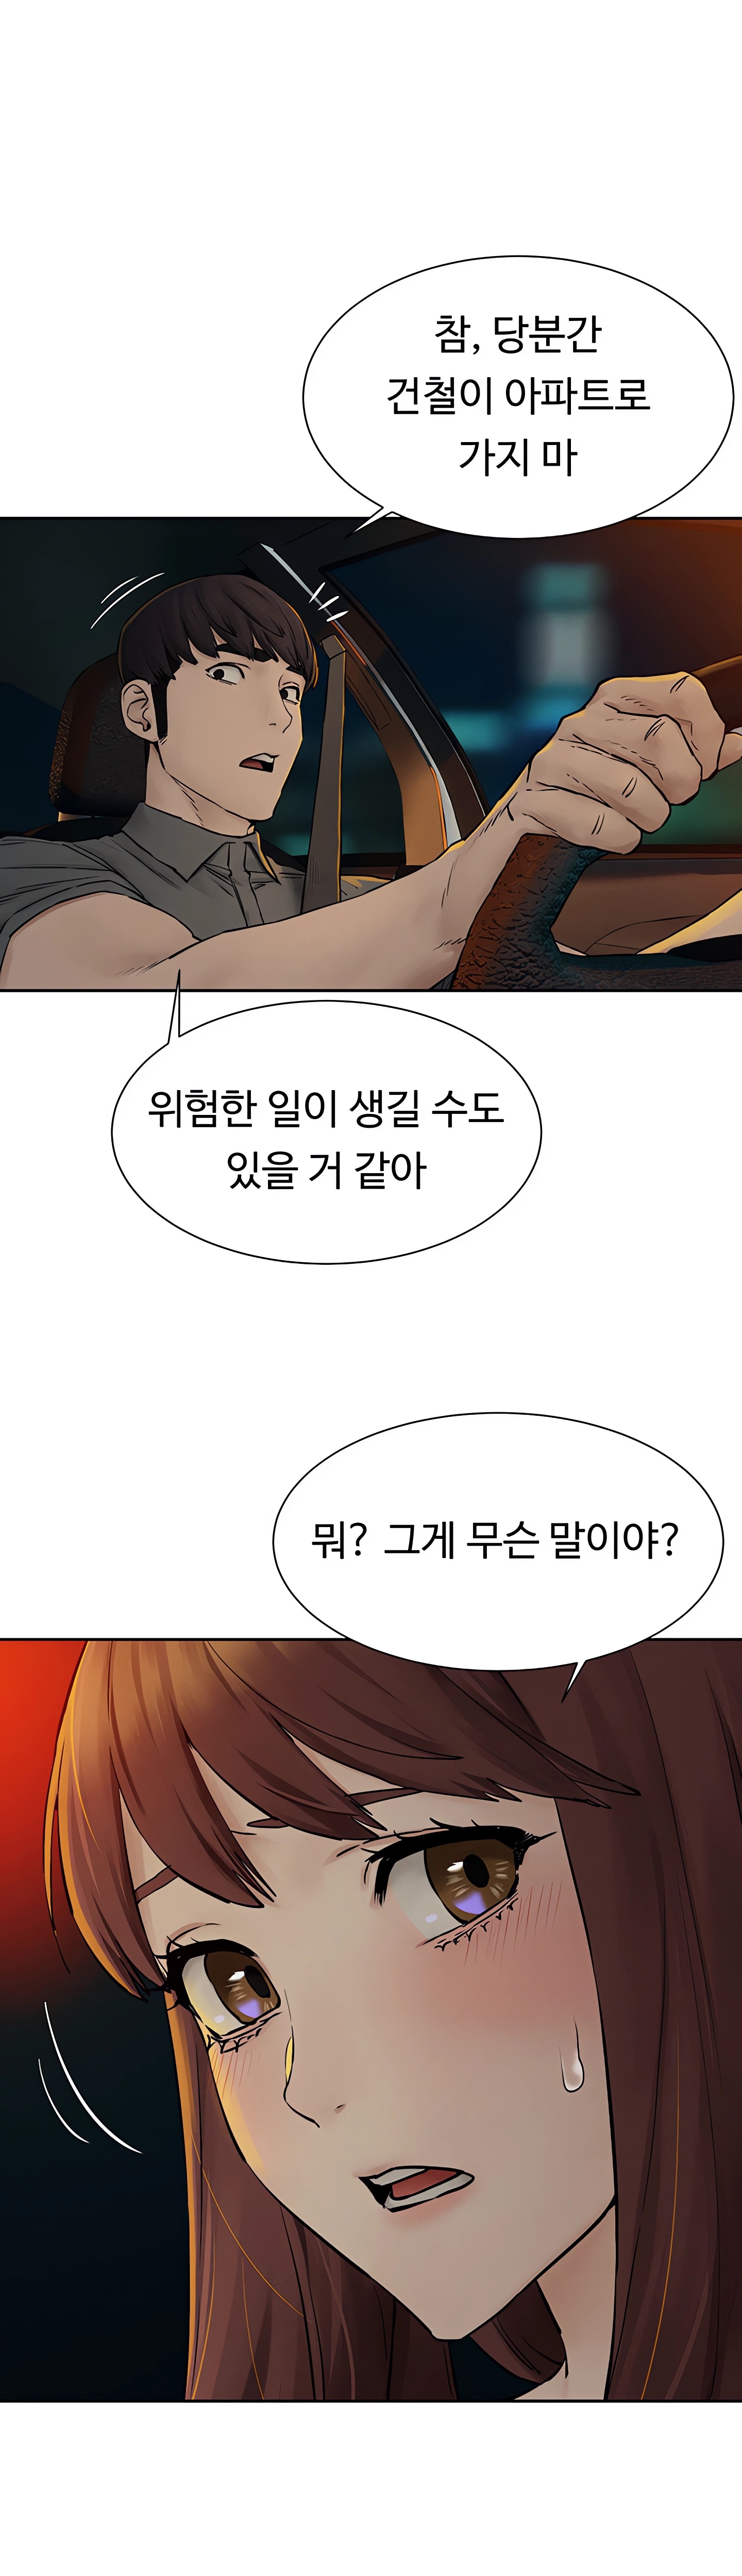 참, 당분간
건철이 아파트로
가지 마
위험한 일이 생길 수도
있을 거 같아
뭐? 그게 무슨 말이야?